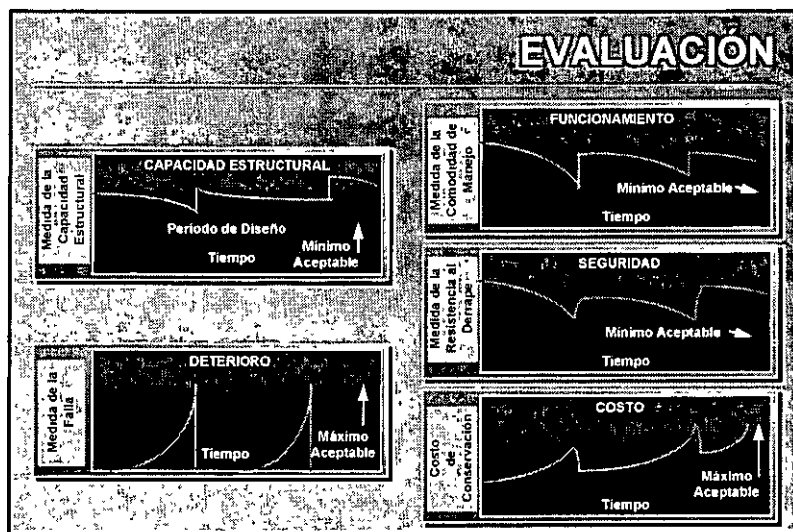 EVALUACIÓN
CAPACIDAD ESTRUCTURAL
Medida de la
Capacidad
Estructural
Período de Diseño
Tiempo
Mínimo
Aceptable
DETERIORO
Medida de la
Falla
Tiempo
Máximo
Aceptable
FUNCIONAMIENTO
Medida de la
Comodidad de
Manejo
Mínimo Aceptable
Tiempo
SEGURIDAD
Medida de la
Resistencia al
Derrape
Mínimo Aceptable
Tiempo
COSTO
Costo
de
Conservación
Máximo
Aceptable
Tiempo